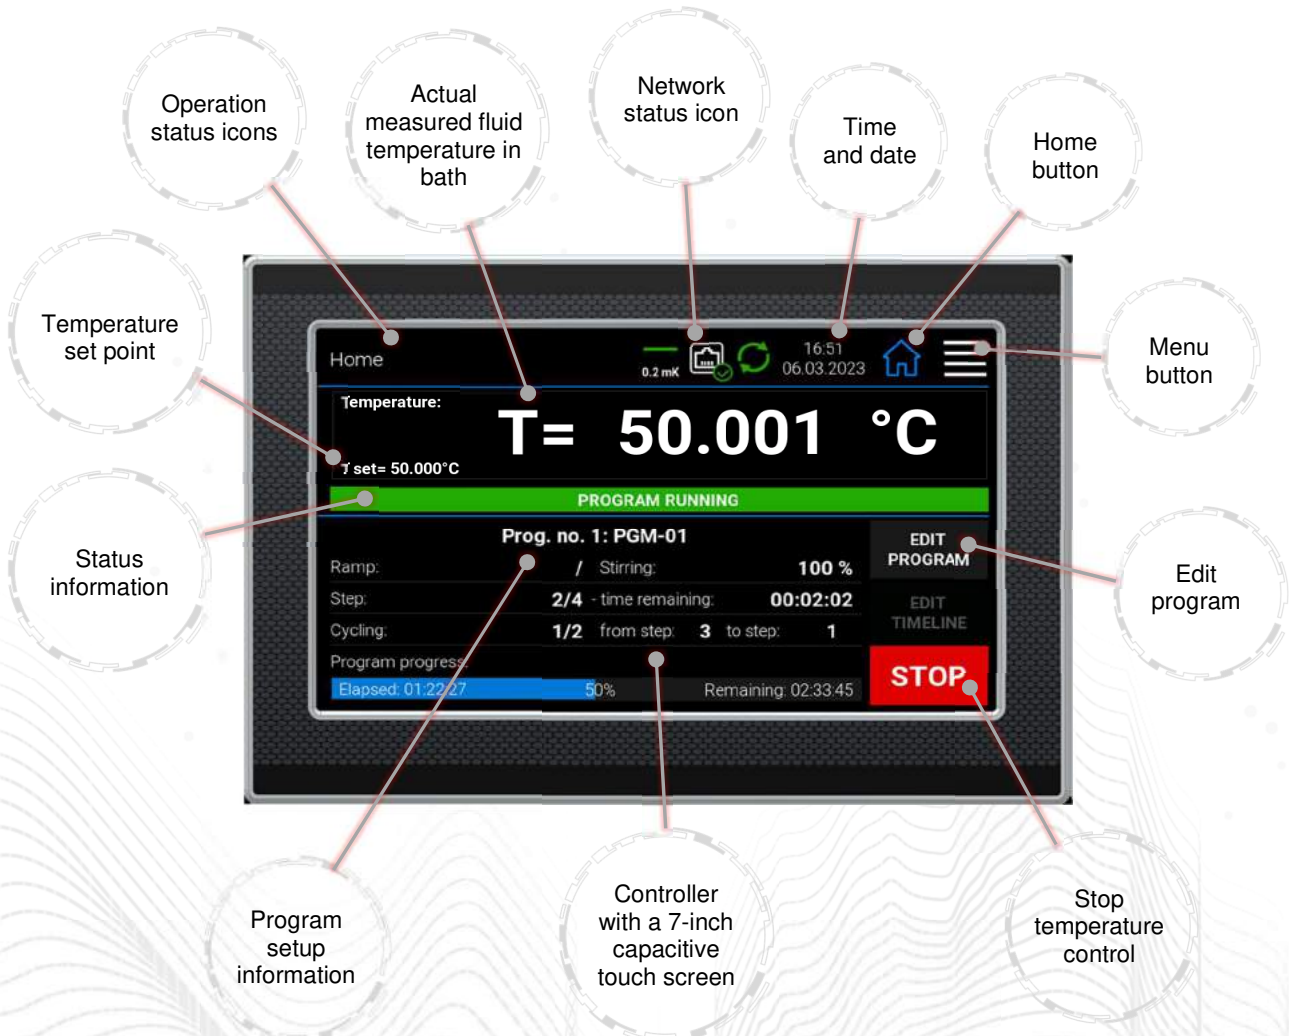 Operation
status icons
Actual
measured fluid
temperature in
bath
Network
status icon
Time
and date
Home
button
Temperature
set point
Menu
button
Home
0.2 mK
16:51
06.03.2023
Temperature:
T= 50.001 °C
T set= 50.000°C
PROGRAM RUNNING
Status
information
Prog. no. 1: PGM-01
EDIT
PROGRAM
Ramp: / Stirring: 100 %
Step: 2/4 - time remaining: 00:02:02
EDIT
TIMELINE
Cycling: 1/2 from step: 3 to step: 1
Program progress:
Elapsed: 01:22:27 50% Remaining: 02:33:45
STOP
Edit
program
Program
setup
information
Controller
with a 7-inch
capacitive
touch screen
Stop
temperature
control